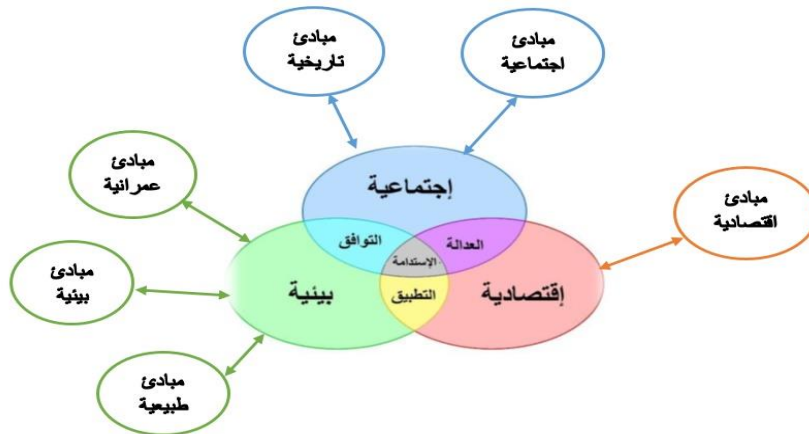 مبادئ
اجتماعية
مبادئ
تاريخية
مبادئ
عمرانية
مبادئ
اقتصادية
إجتماعية
التوافق
العدالة
الإستدامة
مبادئ
بيئية
بيئية
التطبيق
إقتصادية
مبادئ
طبيعية